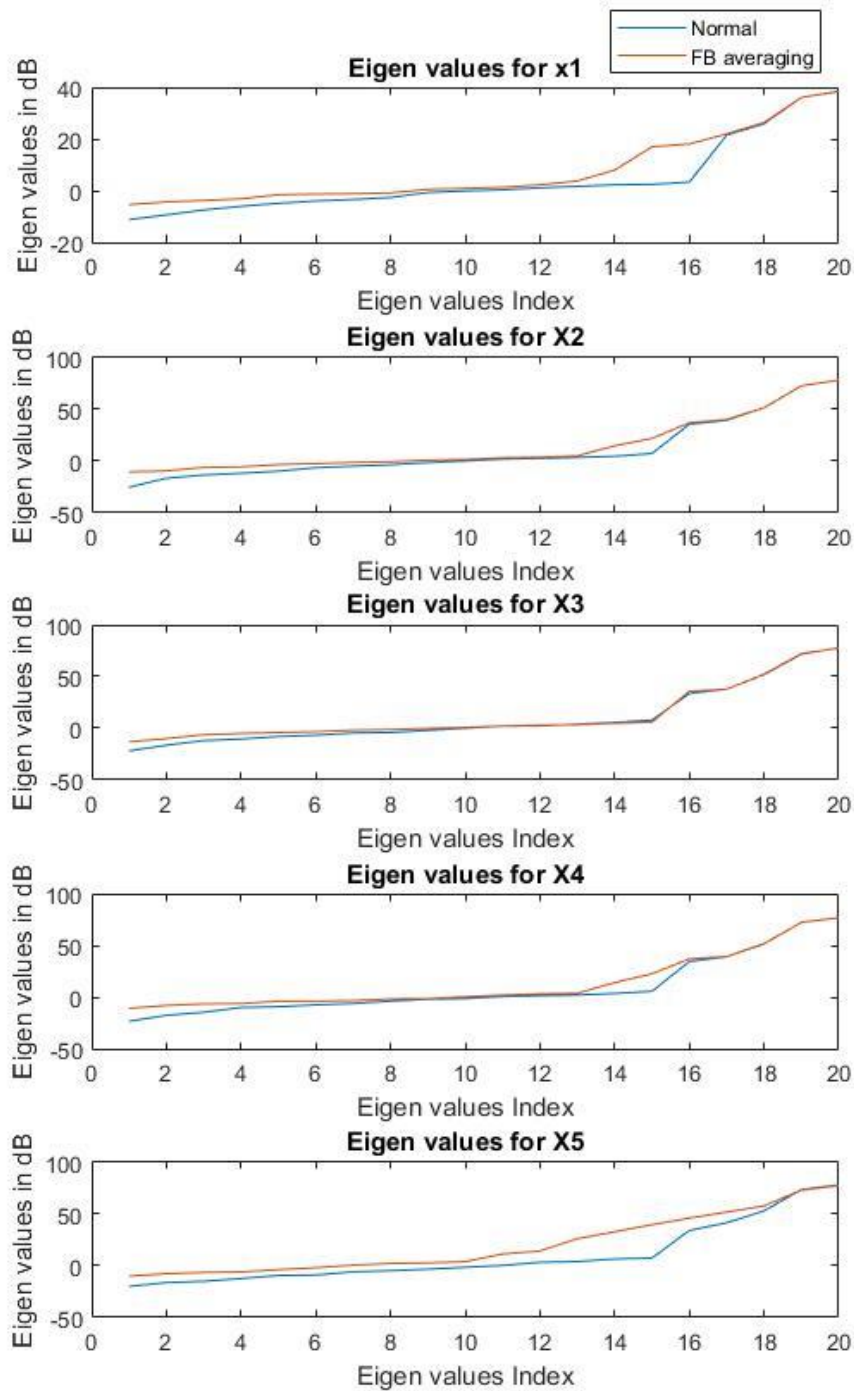 Normal
FB averaging
Eigen values for x1
Eigen values in dB
40
20
0
-20
0 2 4 6 8 10 12 14 16 18 20
Eigen values Index
Eigen values for X2
Eigen values in dB
100
50
0
-50
0 2 4 6 8 10 12 14 16 18 20
Eigen values Index
Eigen values for X3
Eigen values in dB
100
50
0
-50
0 2 4 6 8 10 12 14 16 18 20
Eigen values Index
Eigen values for X4
Eigen values in dB
100
50
0
-50
0 2 4 6 8 10 12 14 16 18 20
Eigen values Index
Eigen values for X5
Eigen values in dB
100
50
0
-50
0 2 4 6 8 10 12 14 16 18 20
Eigen values Index